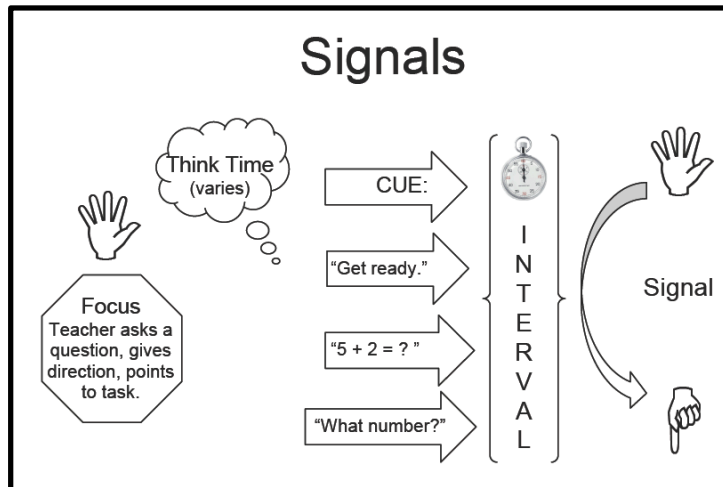 Signals
Think Time
(varies)
Focus
Teacher asks a
question, gives
direction, points
to task.
CUE:
“Get ready.”
“5 + 2 = ? ”
“What number?”
I
N
T
E
R
V
A
L
Signal